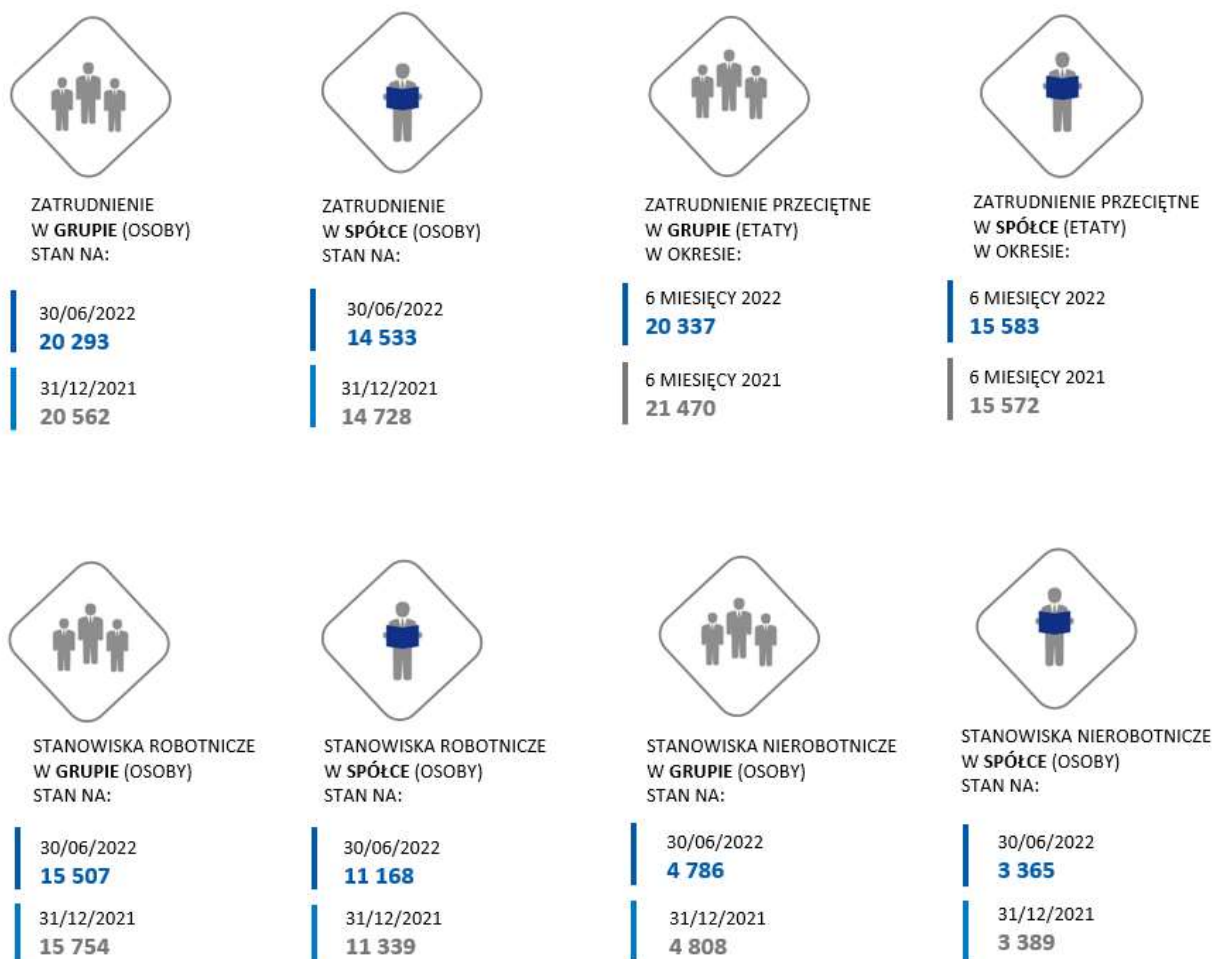 ZATRUDNIENIE
W GRUPIE (OSOBY)
STAN NA:
30/06/2022
20 293
31/12/2021
20 562
ZATRUDNIENIE
W SPÓŁCE (OSOBY)
STAN NA:
30/06/2022
14 533
31/12/2021
14 728
ZATRUDNIENIE PRZECIĘTNE
W GRUPIE (ETATY)
W OKRESIE:
6 MIESIĘCY 2022
20 337
6 MIESIĘCY 2021
21 470
ZATRUDNIENIE PRZECIĘTNE
W SPÓŁCE (ETATY)
W OKRESIE:
6 MIESIĘCY 2022
15 583
6 MIESIĘCY 2021
15 572
STANOWISKA ROBOTNICZE
W GRUPIE (OSOBY)
STAN NA:
30/06/2022
15 507
31/12/2021
15 754
STANOWISKA ROBOTNICZE
W SPÓŁCE (OSOBY)
STAN NA:
30/06/2022
11 168
31/12/2021
11 339
STANOWISKA NIEROBOTNICZE
W GRUPIE (OSOBY)
STAN NA:
30/06/2022
4 786
31/12/2021
4 808
STANOWISKA NIEROBOTNICZE
W SPÓŁCE (OSOBY)
STAN NA:
30/06/2022
3 365
31/12/2021
3 389